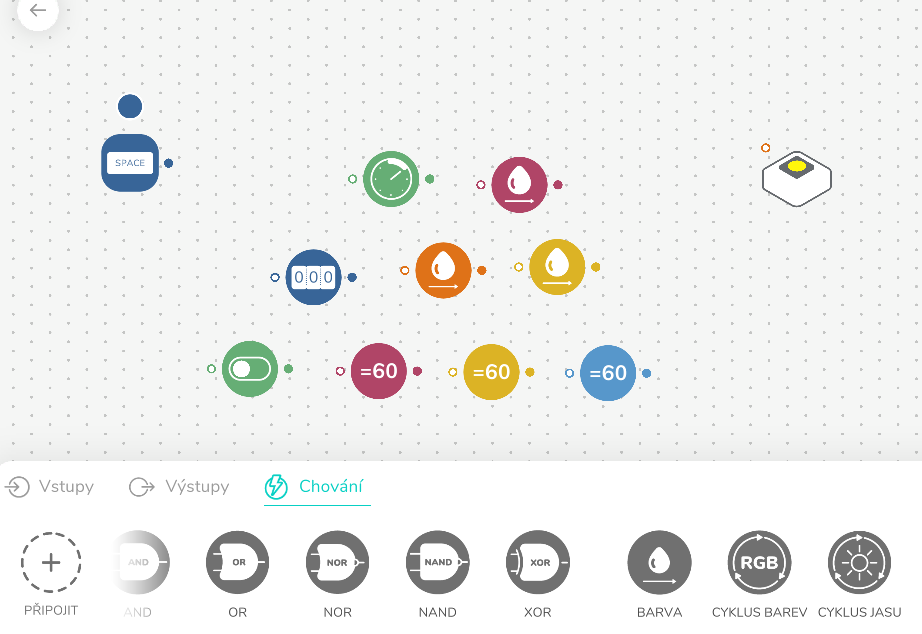 SPACE
000
=60
=60
=60
Vstupy
Výstupy
Chování
AND
OR
NOR
NAND
XOR
RGB
PŘIPOJIT
AND
OR
NOR
NAND
XOR
BARVA
CYKLUS BAREV
CYKLUS JASU